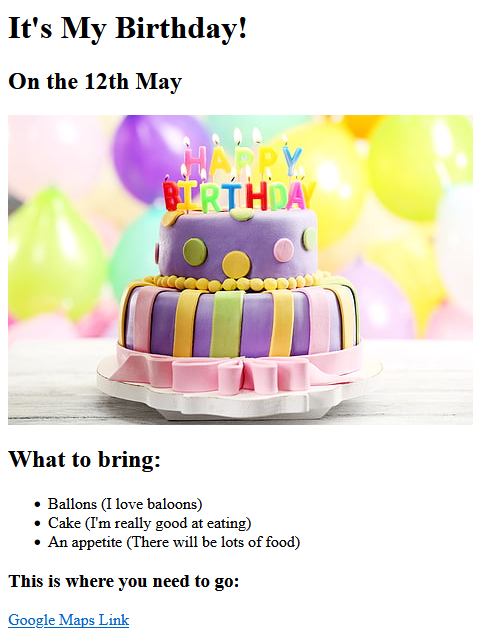 It's My Birthday!
On the 12th May
HAPPY
BIRTHDAY
What to bring:
Ballons (I love baloons)
Cake (I'm really good at eating)
An appetite (There will be lots of food)
This is where you need to go:
Google Maps Link